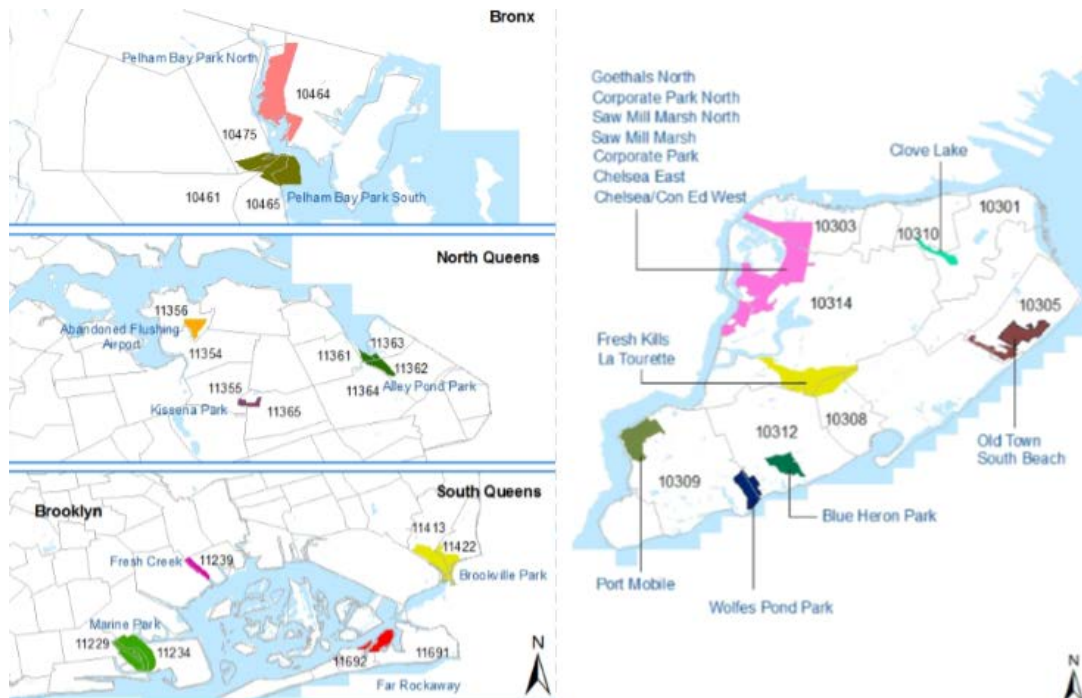 Bronx
Pelham Bay Park North
10464
10475
10461
10465
Pelham Bay Park South
North Queens
11356
Abandoned Flushing
Airport
11354
11361
11363
11362
11364
Alley Pond Park
11355
Kissena Park
11365
South Queens
Brooklyn
11413
11422
Fresh Creek
11239
Brookville Park
Marine Park
11229
11234
11692
11691
Far Rockaway
N
Goethals North
Corporate Park North
Saw Mill Marsh North
Saw Mill Marsh
Corporate Park
Chelsea East
Chelsea/Con Ed West
Clove Lake
10303
10310
10301
10314
10305
Fresh Kills
La Tourette
10312
10308
Old Town
South Beach
10309
Blue Heron Park
Port Mobile
Wolfes Pond Park
N